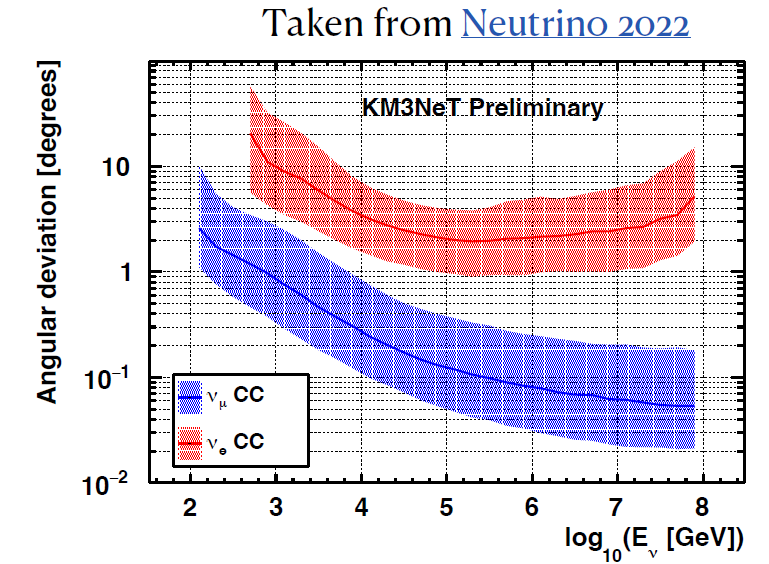 Taken from Neutrino 2022
KM3NeT Preliminary
Angular deviation [degrees]
10
1
10⁻¹
10⁻²
ν_μ CC
ν_e CC
2 3 4 5 6 7 8
log₁₀(E_ν [GeV])